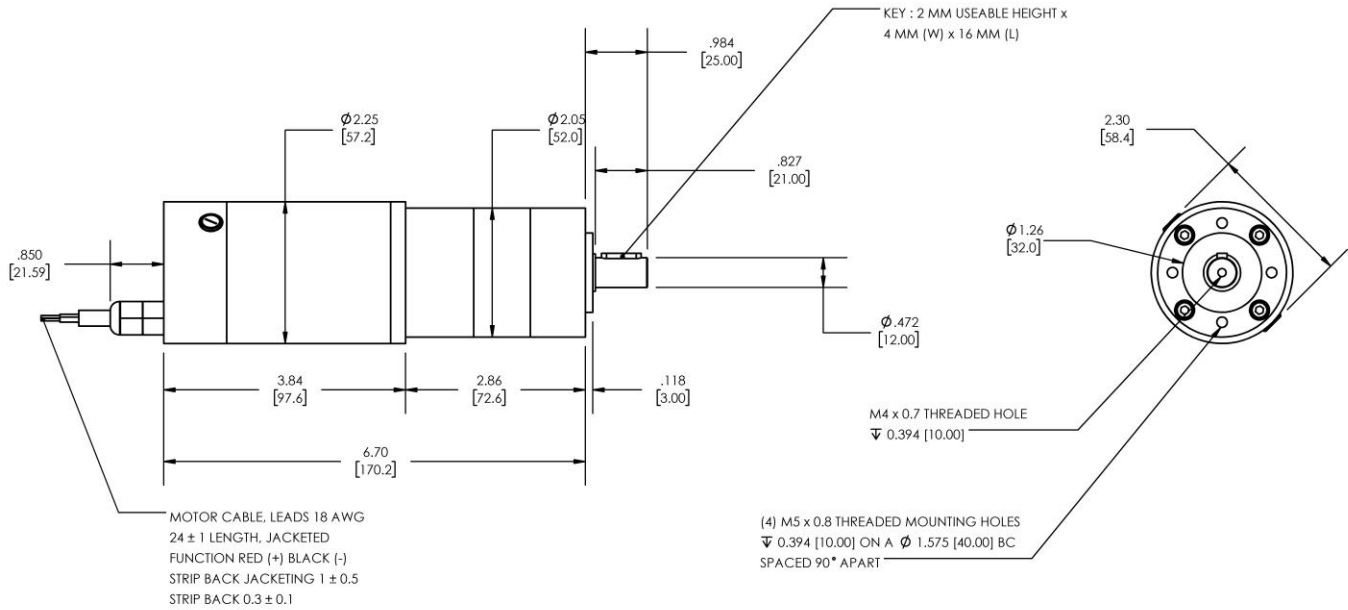 KEY : 2 MM USEABLE HEIGHT x
4 MM (W) x 16 MM (L)
.984
[25.00]
Ø2.25
[57.2]
Ø2.05
[52.0]
.827
[21.00]
2.30
[58.4]
Ø1.26
[32.0]
.850
[21.59]
Ø.472
[12.00]
3.84
[97.6]
2.86
[72.6]
.118
[3.00]
6.70
[170.2]
M4 x 0.7 THREADED HOLE
↧ 0.394 [10.00]
MOTOR CABLE, LEADS 18 AWG
24 ± 1 LENGTH, JACKETED
FUNCTION RED (+) BLACK (-)
STRIP BACK JACKETING 1 ± 0.5
STRIP BACK 0.3 ± 0.1
(4) M5 x 0.8 THREADED MOUNTING HOLES
↧ 0.394 [10.00] ON A Ø 1.575 [40.00] BC
SPACED 90° APART